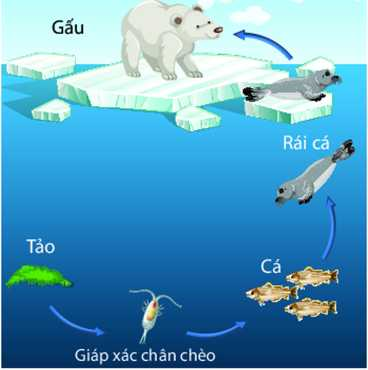 Gấu
Rái cá
Tảo
Cá
Giáp xác chân chèo